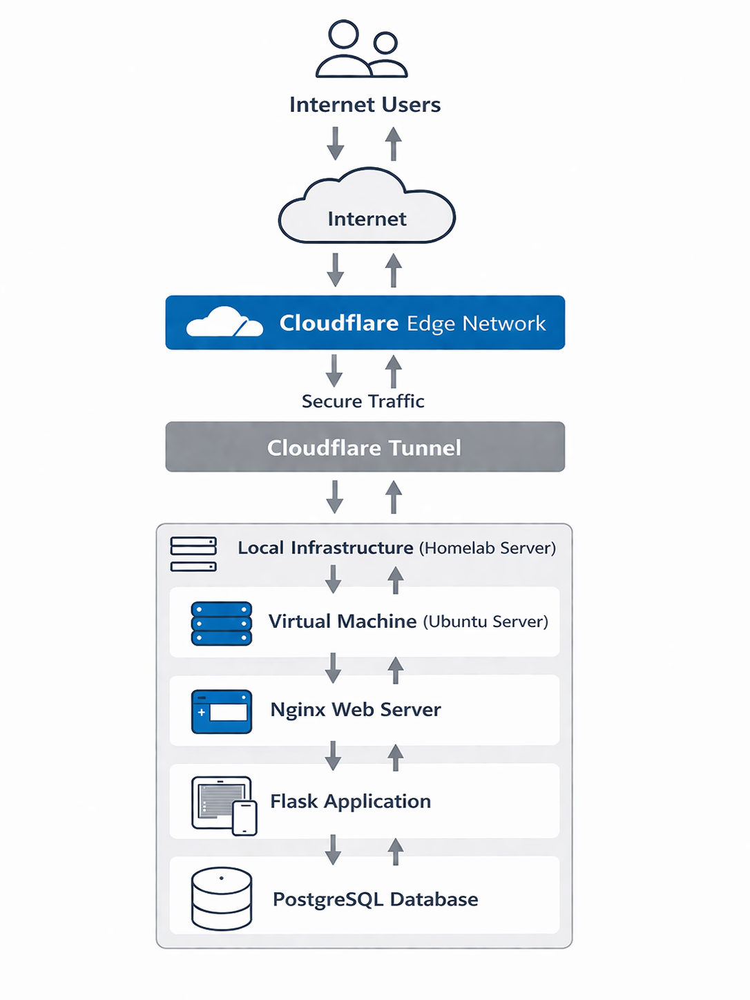 Internet Users
Internet
Cloudflare Edge Network
Secure Traffic
Cloudflare Tunnel
Local Infrastructure (Homelab Server)
Virtual Machine (Ubuntu Server)
Nginx Web Server
Flask Application
PostgreSQL Database